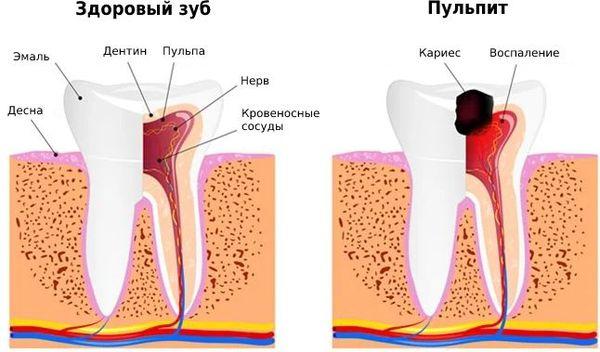 Здоровый зуб
Пульпит
Эмаль
Дентин
Пульпа
Нерв
Десна
Кровеносные
сосуды
Кариес
Воспаление